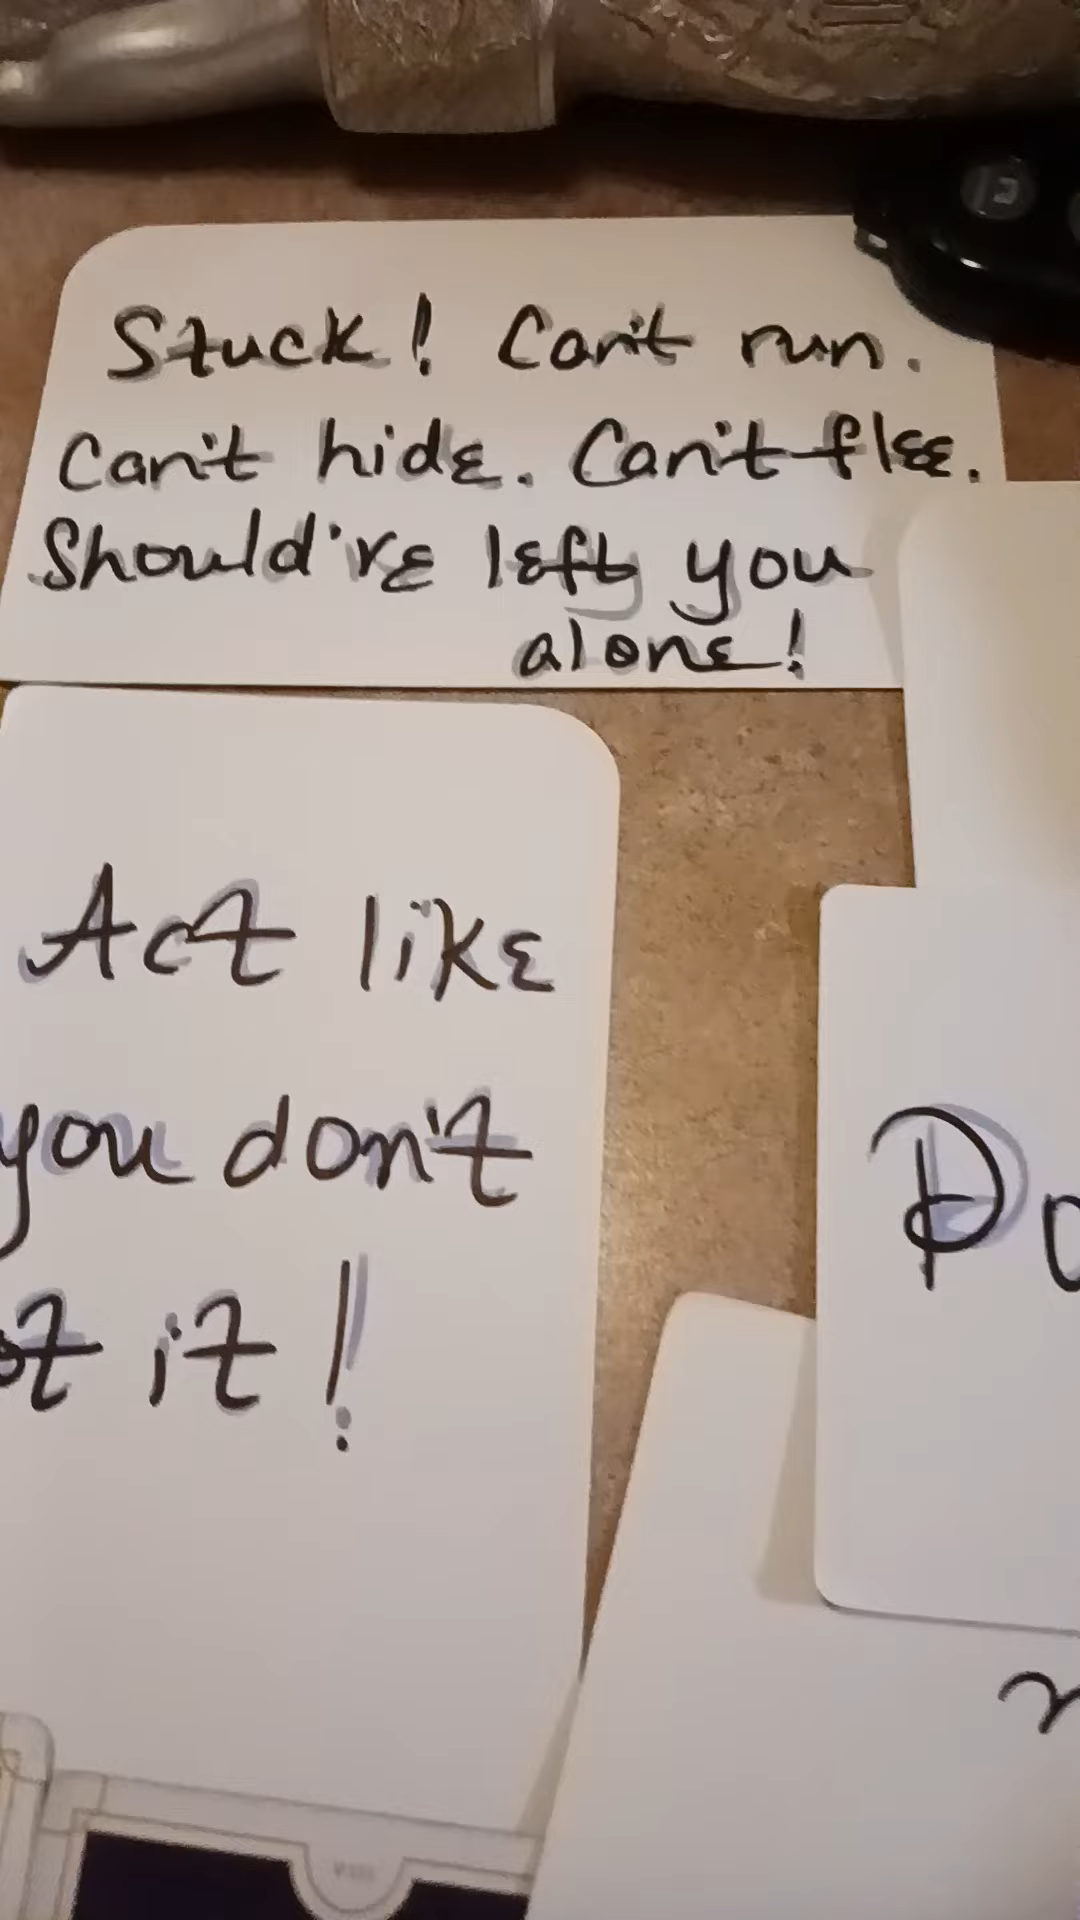 Stuck! Can't run.
Can't hide. Can't flee.
Should've left you
alone!
Act like
you don't
it!